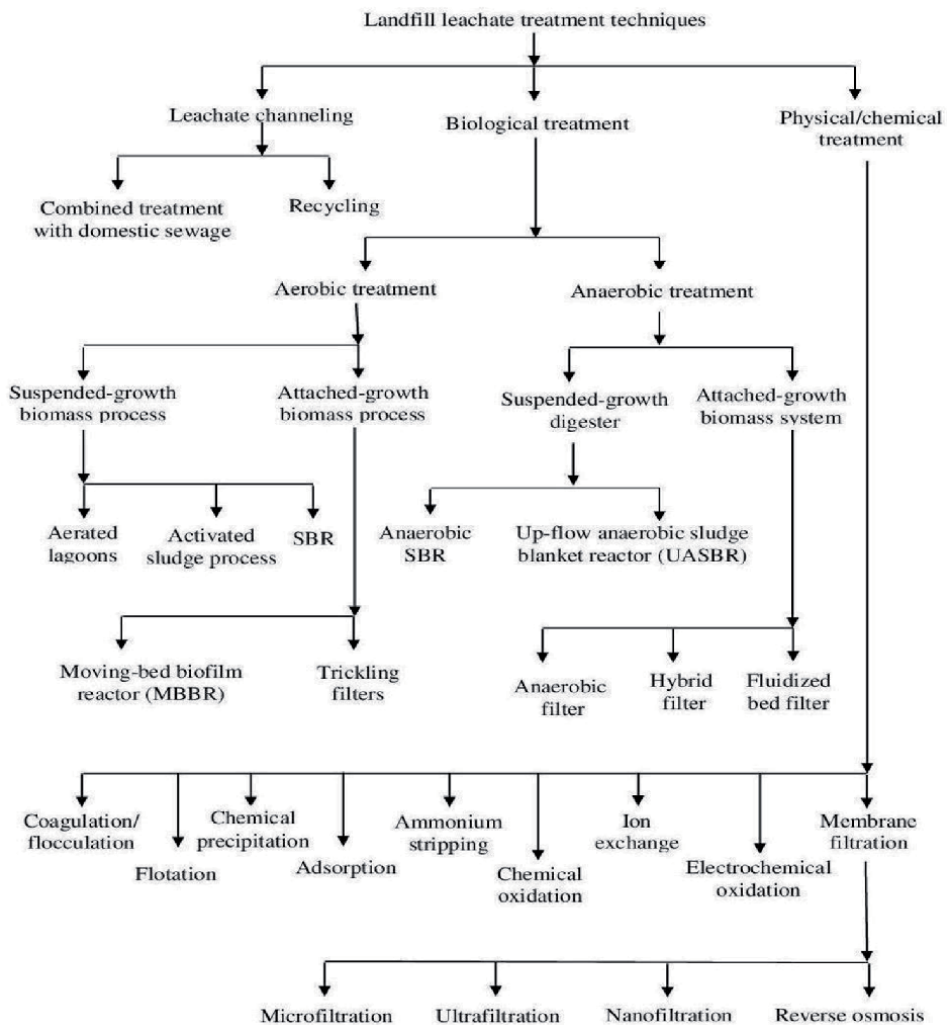 Landfill leachate treatment techniques
Leachate channeling
Biological treatment
Physical/chemical
treatment
Combined treatment
with domestic sewage
Recycling
Aerobic treatment
Anaerobic treatment
Suspended-growth
biomass process
Attached-growth
biomass process
Suspended-growth
digester
Attached-growth
biomass system
Aerated
lagoons
Activated
sludge process
SBR
Anaerobic
SBR
Up-flow anaerobic sludge
blanket reactor (UASBR)
Moving-bed biofilm
reactor (MBBR)
Trickling
filters
Anaerobic
filter
Hybrid
filter
Fluidized
bed filter
Coagulation/
flocculation
Flotation
Chemical
precipitation
Adsorption
Ammonium
stripping
Chemical
oxidation
Ion
exchange
Electrochemical
oxidation
Membrane
filtration
Microfiltration
Ultrafiltration
Nanofiltration
Reverse osmosis